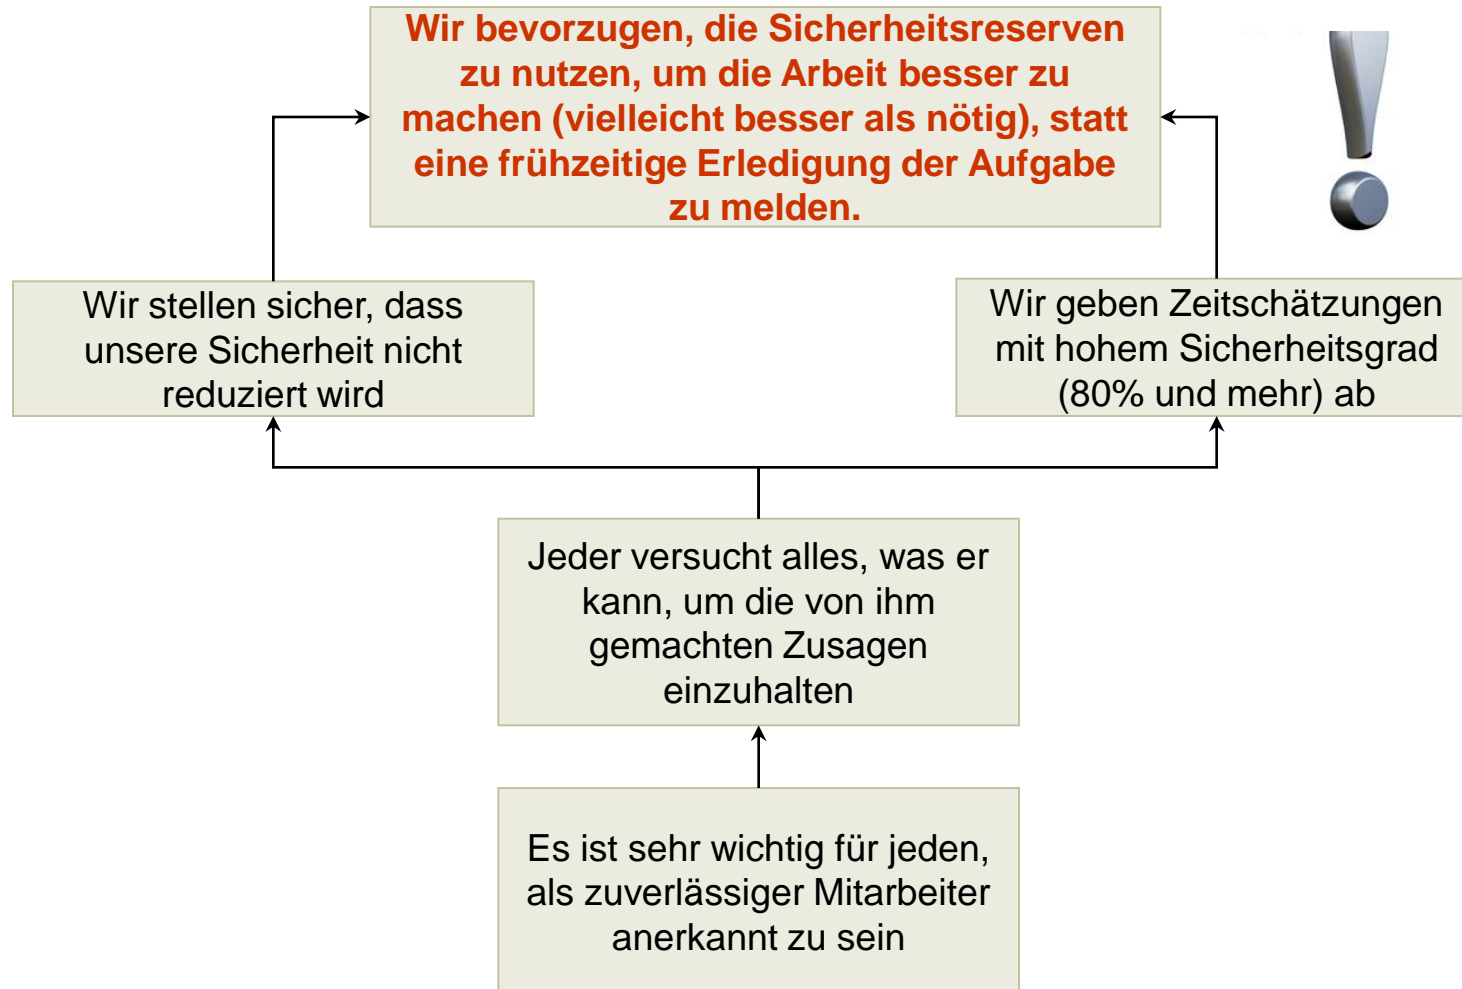 Wir bevorzugen, die Sicherheitsreserven
zu nutzen, um die Arbeit besser zu
machen (vielleicht besser als nötig), statt
eine frühzeitige Erledigung der Aufgabe
zu melden.
Wir stellen sicher, dass
unsere Sicherheit nicht
reduziert wird
Wir geben Zeitschätzungen
mit hohem Sicherheitsgrad
(80% und mehr) ab
Jeder versucht alles, was er
kann, um die von ihm
gemachten Zusagen
einzuhalten
Es ist sehr wichtig für jeden,
als zuverlässiger Mitarbeiter
anerkannt zu sein